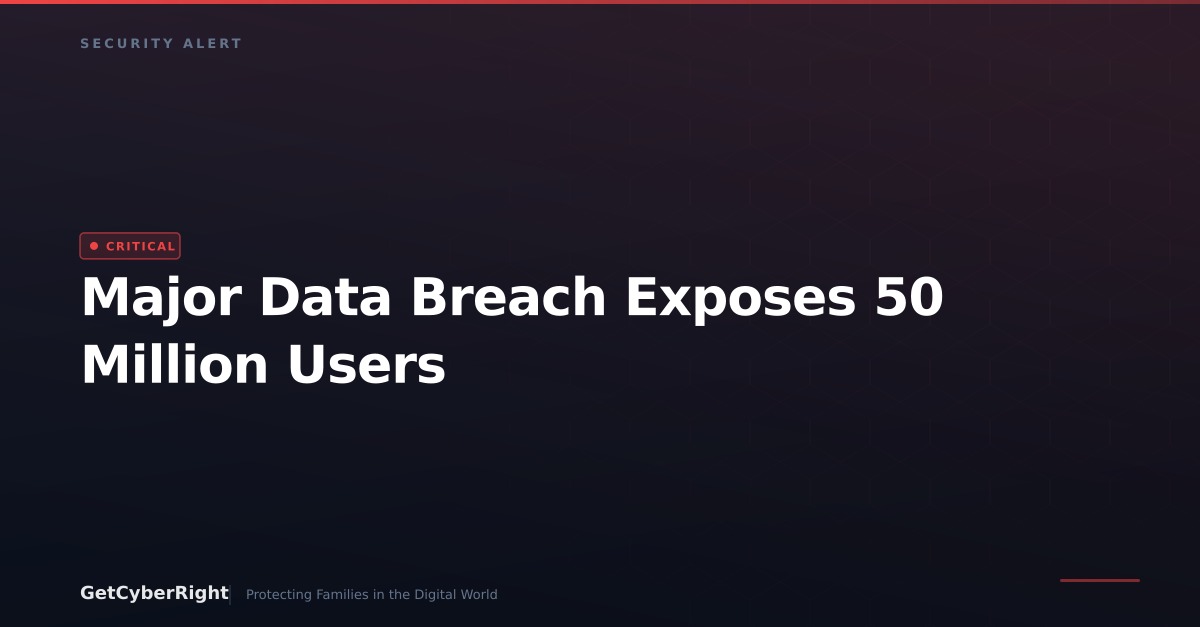 SECURITY ALERT
CRITICAL
Major Data Breach Exposes 50
Million Users
GetCyberRight Protecting Families in the Digital World